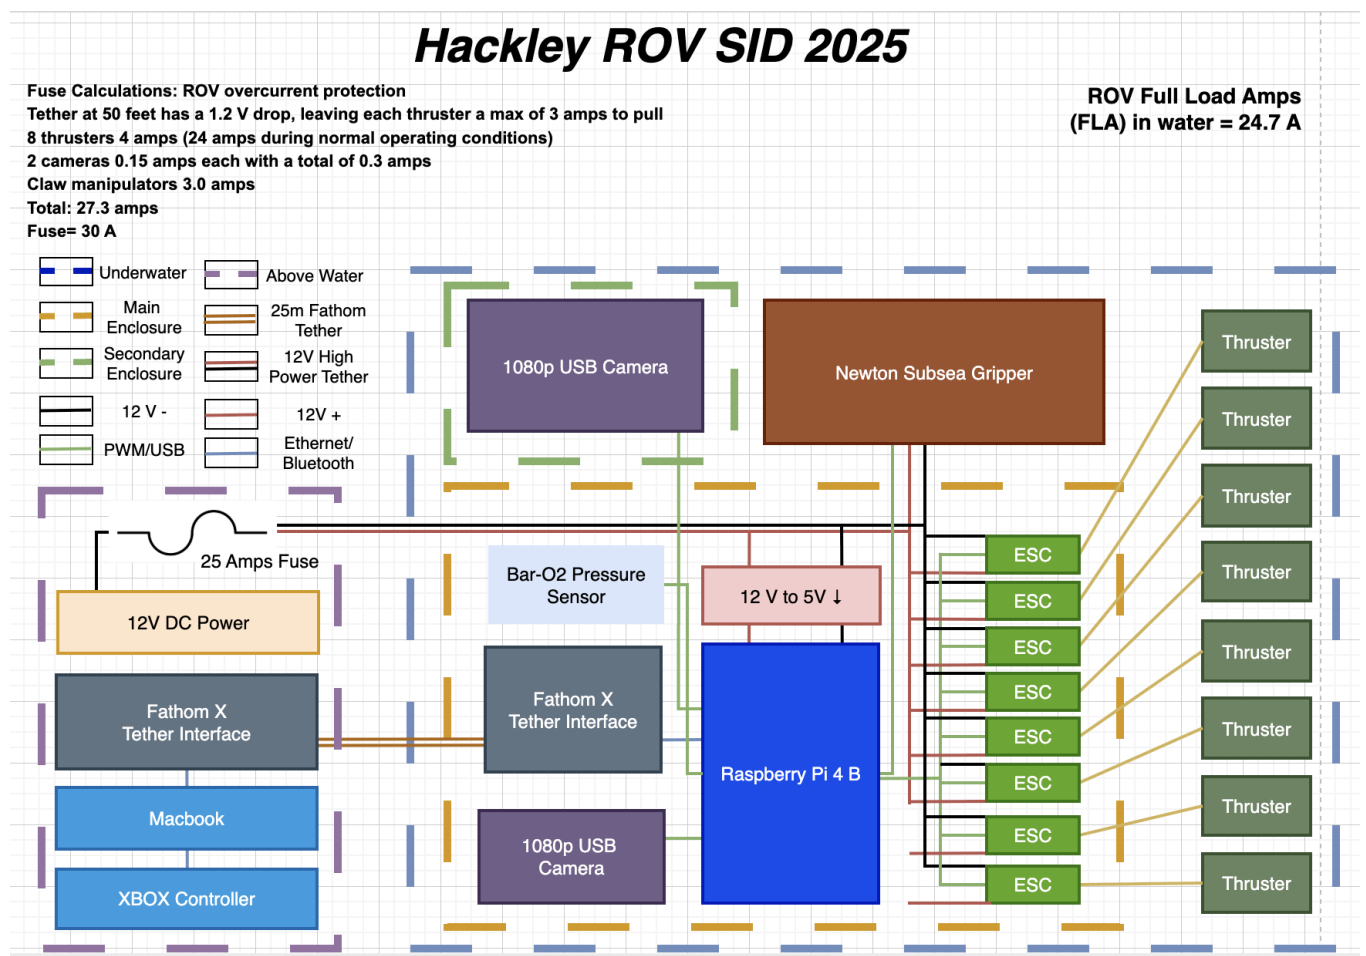 Hackley ROV SID 2025
Fuse Calculations: ROV overcurrent protection
Tether at 50 feet has a 1.2 V drop, leaving each thruster a max of 3 amps to pull
8 thrusters 4 amps (24 amps during normal operating conditions)
2 cameras 0.15 amps each with a total of 0.3 amps
Claw manipulators 3.0 amps
Total: 27.3 amps
Fuse= 30 A
ROV Full Load Amps
(FLA) in water = 24.7 A
Underwater
Above Water
Main
Enclosure
25m Fathom
Tether
Secondary
Enclosure
12V High
Power Tether
12 V -
12V +
PWM/USB
Ethernet/
Bluetooth
25 Amps Fuse
12V DC Power
Fathom X
Tether Interface
Macbook
XBOX Controller
1080p USB Camera
Newton Subsea Gripper
Bar-O2 Pressure
Sensor
12 V to 5V ↓
Fathom X
Tether Interface
Raspberry Pi 4 B
1080p USB
Camera
ESC
ESC
ESC
ESC
ESC
ESC
ESC
ESC
Thruster
Thruster
Thruster
Thruster
Thruster
Thruster
Thruster
Thruster